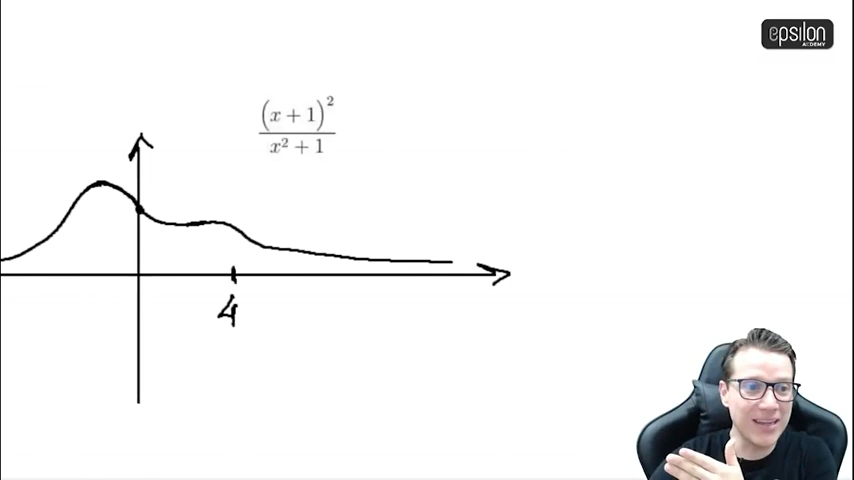 epsilon
ACADEMY
(x + 1)²
x² + 1
4